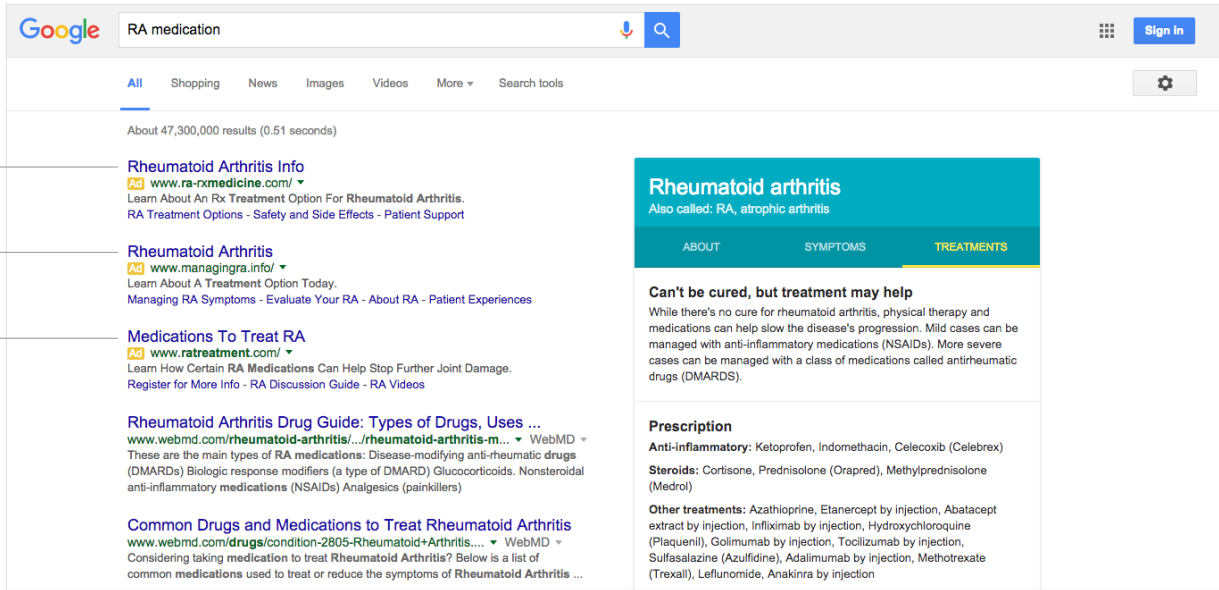 Google
RA medication
Sign in
All Shopping News Images Videos More Search tools
About 47,300,000 results (0.51 seconds)
Rheumatoid Arthritis Info
Ad www.ra-rxmedicine.com/
Learn About An Rx Treatment Option For Rheumatoid Arthritis.
RA Treatment Options - Safety and Side Effects - Patient Support
Rheumatoid Arthritis
Ad www.managingra.info/
Learn About A Treatment Option Today.
Managing RA Symptoms - Evaluate Your RA - About RA - Patient Experiences
Medications To Treat RA
Ad www.ratreatment.com/
Learn How Certain RA Medications Can Help Stop Further Joint Damage.
Register for More Info - RA Discussion Guide - RA Videos
Rheumatoid Arthritis Drug Guide: Types of Drugs, Uses ...
www.webmd.com/rheumatoid-arthritis/.../rheumatoid-arthritis-m... WebMD
These are the main types of RA medications: Disease-modifying anti-rheumatic drugs
(DMARDs) Biologic response modifiers (a type of DMARD) Glucocorticoids. Nonsteroidal
anti-inflammatory medications (NSAIDs) Analgesics (painkillers)
Common Drugs and Medications to Treat Rheumatoid Arthritis
www.webmd.com/drugs/condition-2805-Rheumatoid+Arthritis.... WebMD
Considering taking medication to treat Rheumatoid Arthritis? Below is a list of
common medications used to treat or reduce the symptoms of Rheumatoid Arthritis ...
Rheumatoid arthritis
Also called: RA, atrophic arthritis
ABOUT SYMPTOMS TREATMENTS
Can't be cured, but treatment may help
While there's no cure for rheumatoid arthritis, physical therapy and
medications can help slow the disease's progression. Mild cases can be
managed with anti-inflammatory medications (NSAIDs). More severe
cases can be managed with a class of medications called antirheumatic
drugs (DMARDS).
Prescription
Anti-inflammatory: Ketoprofen, Indomethacin, Celecoxib (Celebrex)
Steroids: Cortisone, Prednisolone (Orapred), Methylprednisolone
(Medrol)
Other treatments: Azathioprine, Etanercept by injection, Abatacept
extract by injection, Infliximab by injection, Hydroxychloroquine
(Plaquenil), Golimumab by injection, Tocilizumab by injection,
Sulfasalazine (Azulfidine), Adalimumab by injection, Methotrexate
(Trexall), Leflunomide, Anakinra by injection